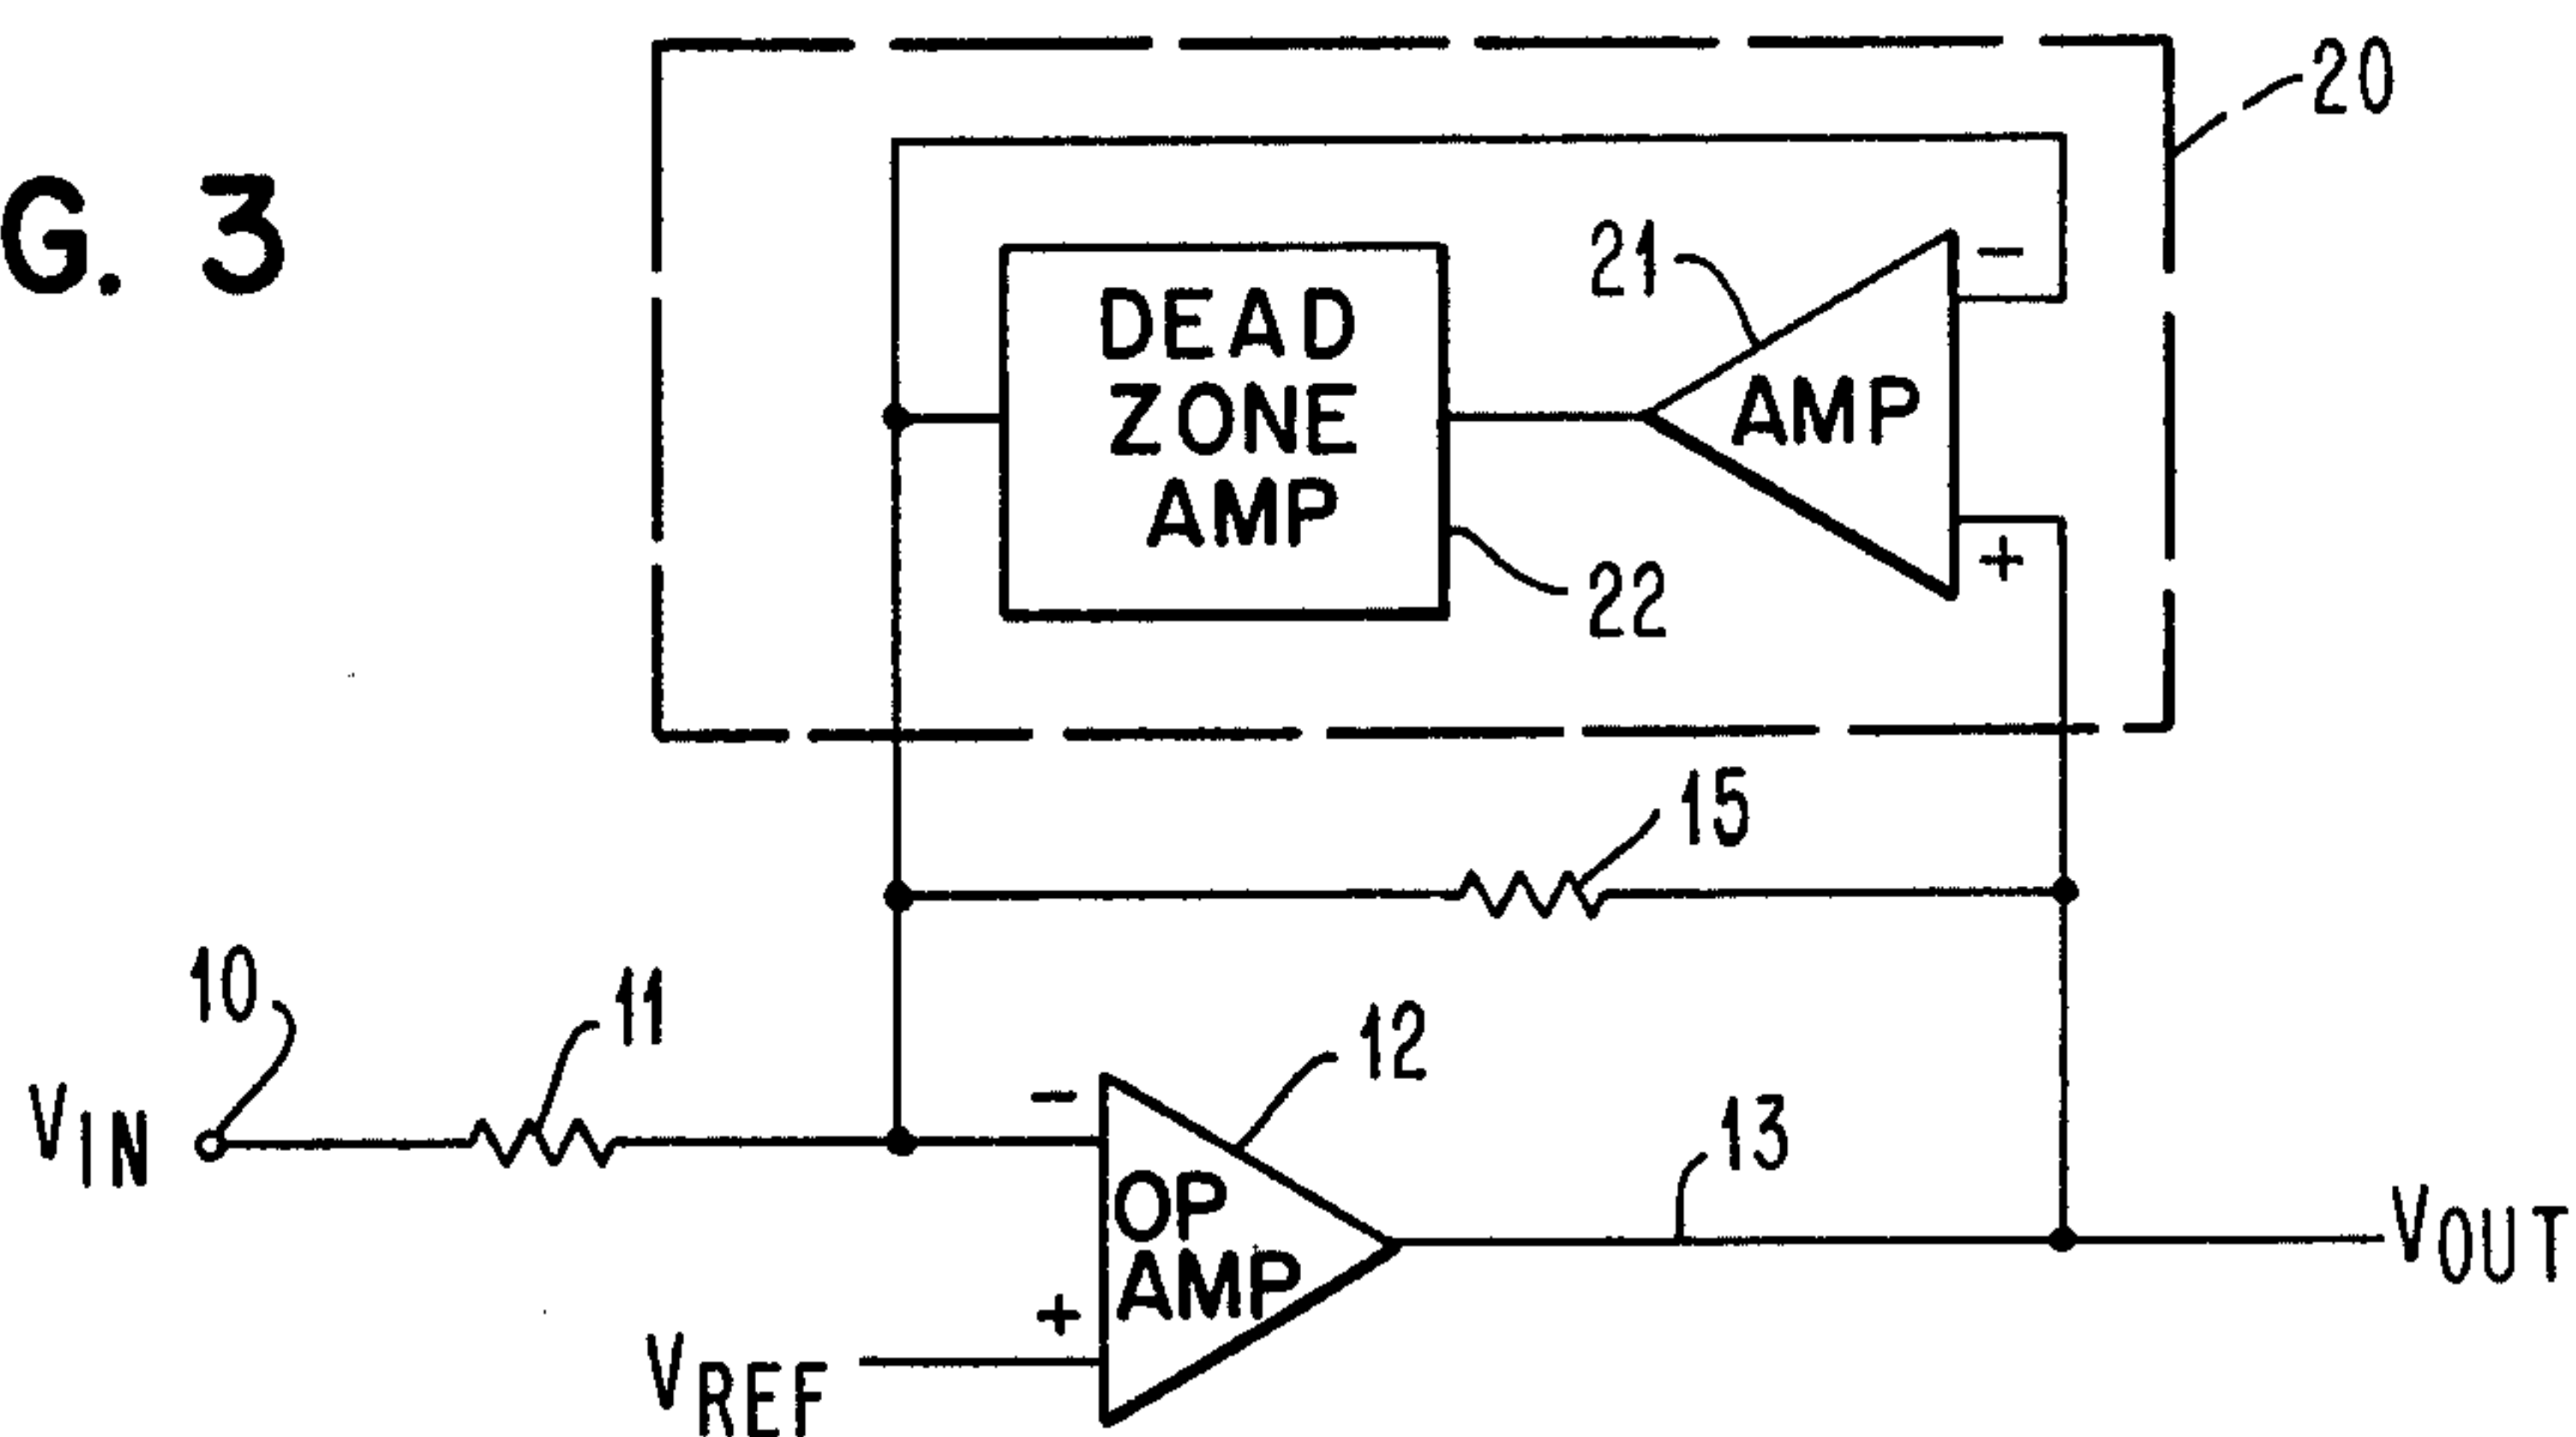 G. 3
20
21
-
DEAD
ZONE
AMP
AMP
+
22
15
10
11
12
-
VIN
13
OP
AMP
VOUT
+
VREF